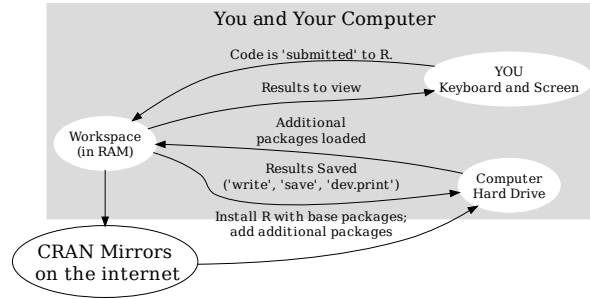 You and Your Computer
Code is 'submitted' to R.
YOU
Keyboard and Screen
Results to view
Additional
packages loaded
Workspace
(in RAM)
Results Saved
('write', 'save', 'dev.print')
Computer
Hard Drive
Install R with base packages;
add additional packages
CRAN Mirrors
on the internet